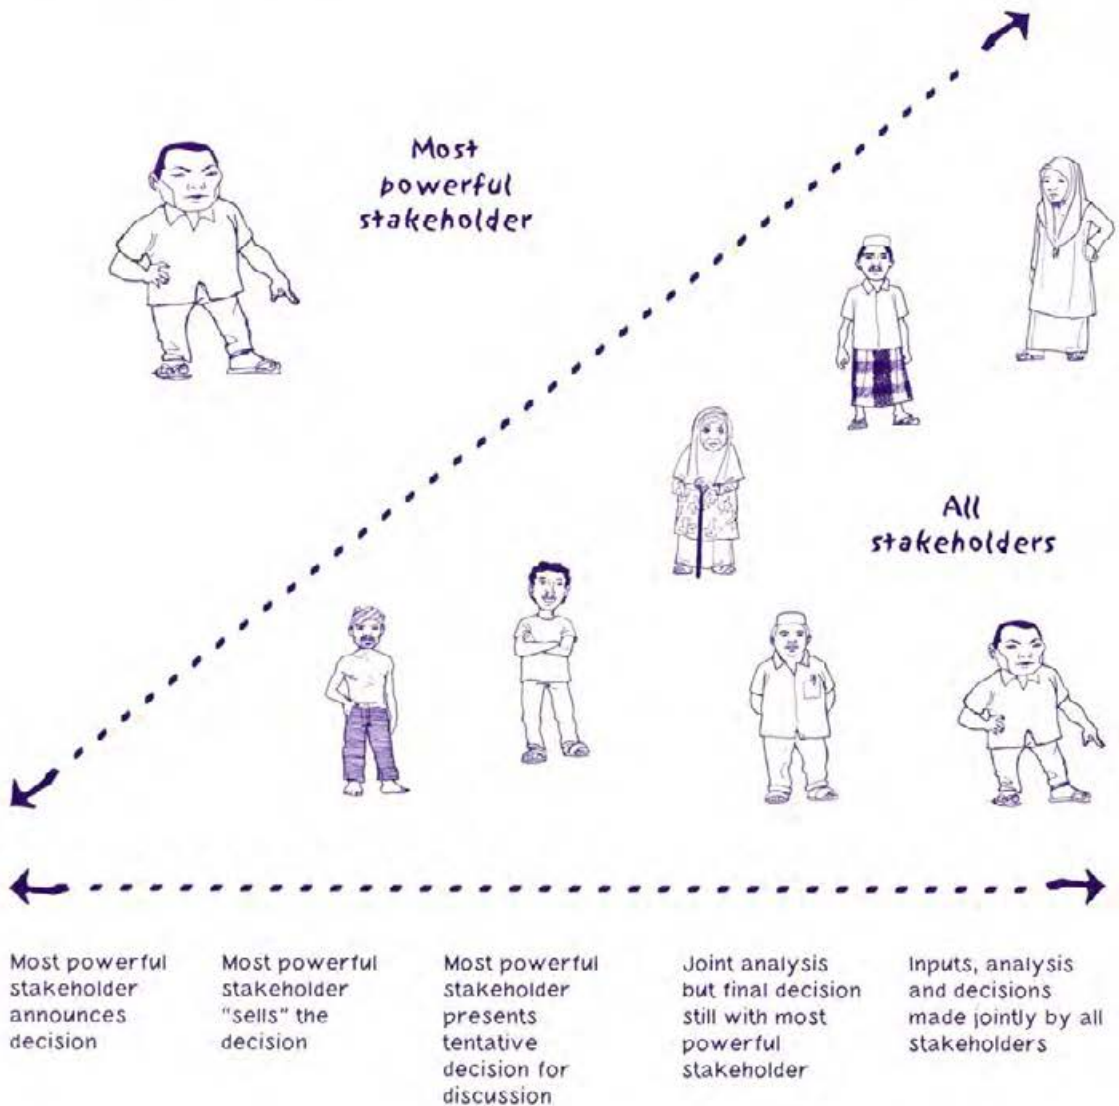 Most
powerful
stakeholder
All
stakeholders
Most powerful
stakeholder
announces
decision
Most powerful
stakeholder
"sells" the
decision
Most powerful
stakeholder
presents
tentative
decision for
discussion
Joint analysis
but final decision
still with most
powerful
stakeholder
Inputs, analysis
and decisions
made jointly by all
stakeholders